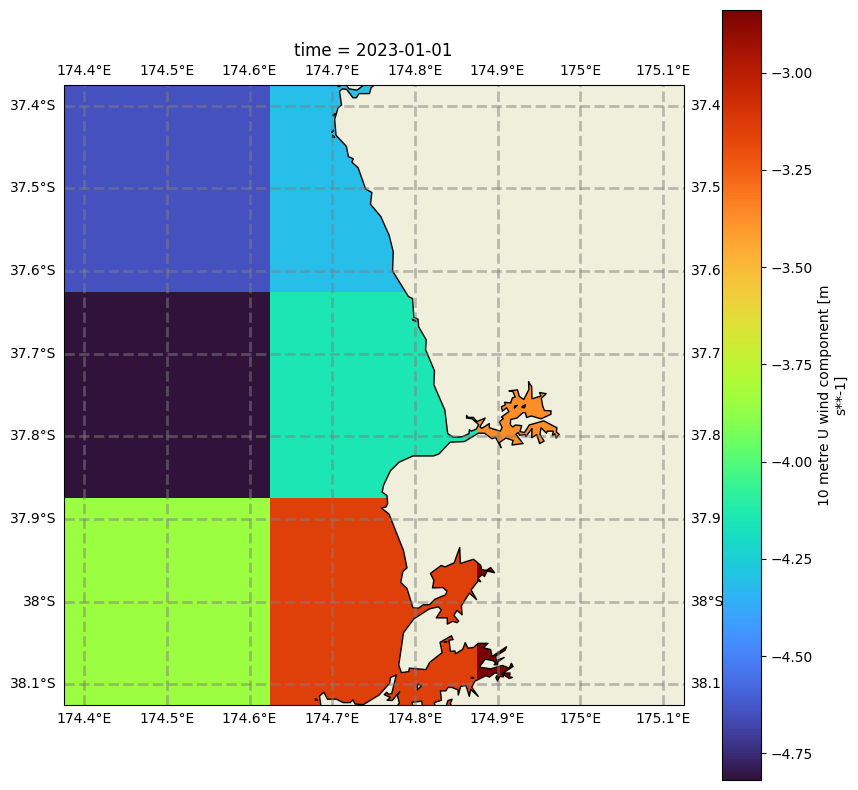 time = 2023-01-01
174.4°E 174.5°E 174.6°E 174.7°E 174.8°E 174.9°E 175°E 175.1°E
37.4°S 37.4
37.5°S 37.5
37.6°S 37.6
37.7°S 37.7
37.8°S 37.8
37.9°S 37.9
38°S 38°S
38.1°S 38.1
174.4°E 174.5°E 174.6°E 174.7°E 174.8°E 174.9°E 175°E 175.1°E
−3.00
−3.25
−3.50
−3.75
−4.00
−4.25
−4.50
−4.75
10 metre U wind component [m
s**-1]